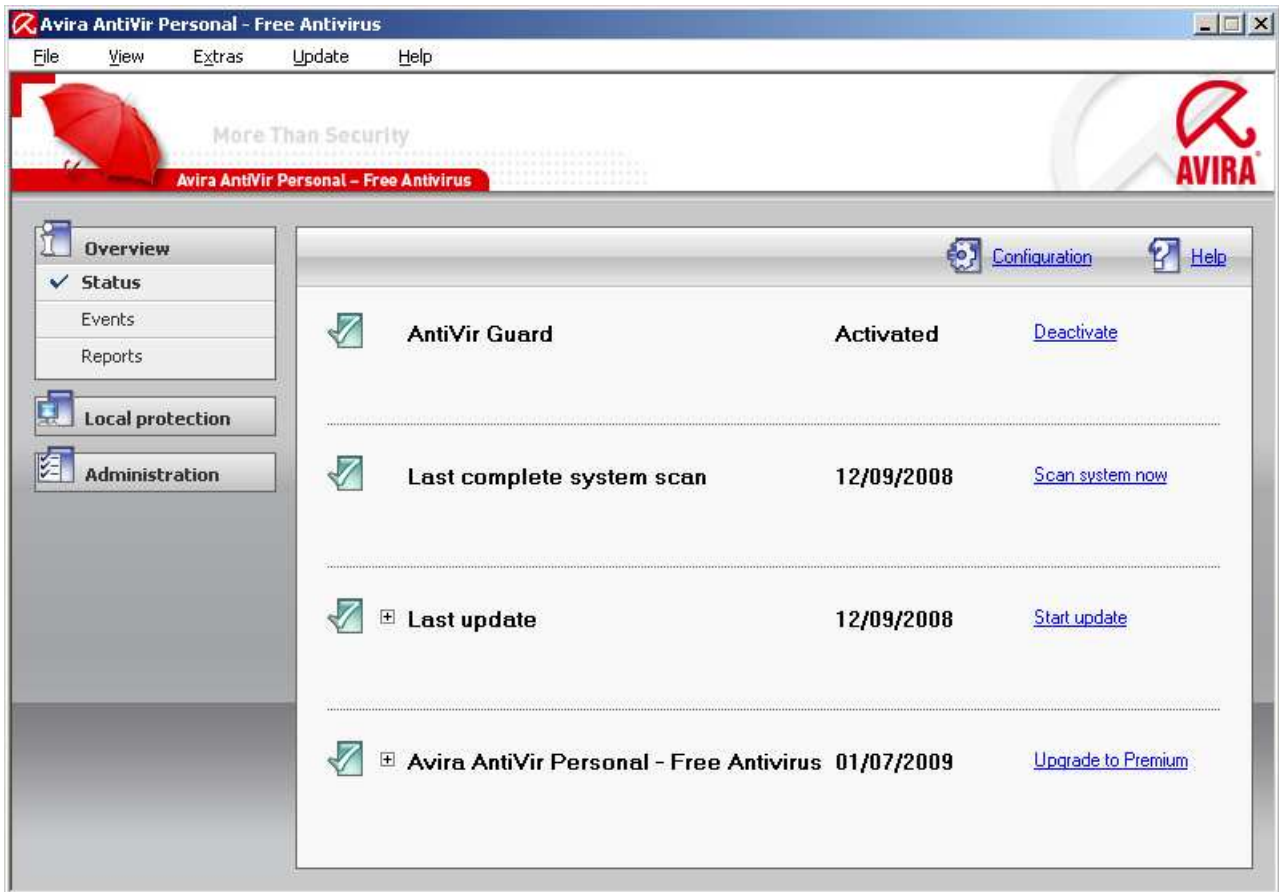 Avira AntiVir Personal - Free Antivirus
File View Extras Update Help
More Than Security
Avira AntiVir Personal – Free Antivirus
AVIRA
Overview
Status
Events
Reports
Local protection
Administration
Configuration Help
AntiVir Guard Activated Deactivate
Last complete system scan 12/09/2008 Scan system now
Last update 12/09/2008 Start update
Avira AntiVir Personal - Free Antivirus 01/07/2009 Upgrade to Premium